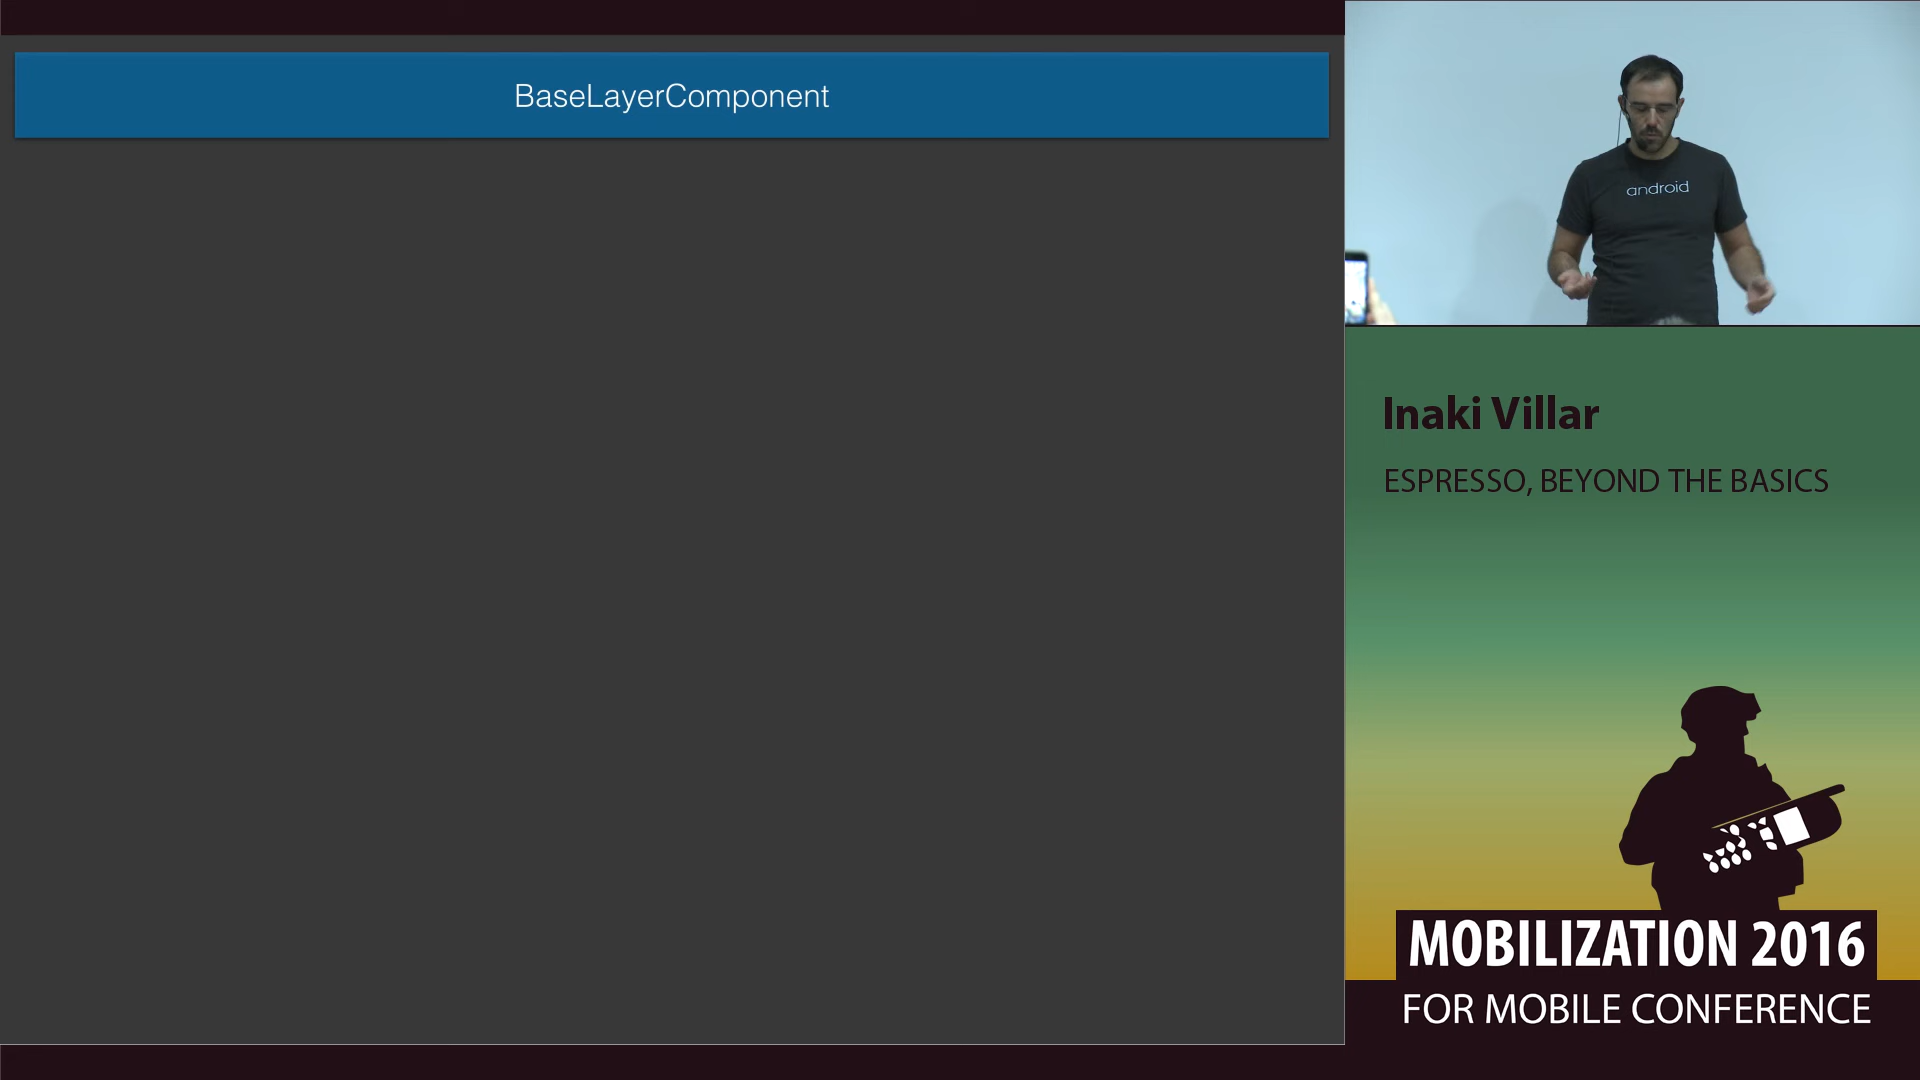 BaseLayerComponent
android
Inaki Villar
ESPRESSO, BEYOND THE BASICS
MOBILIZATION 2016
FOR MOBILE CONFERENCE